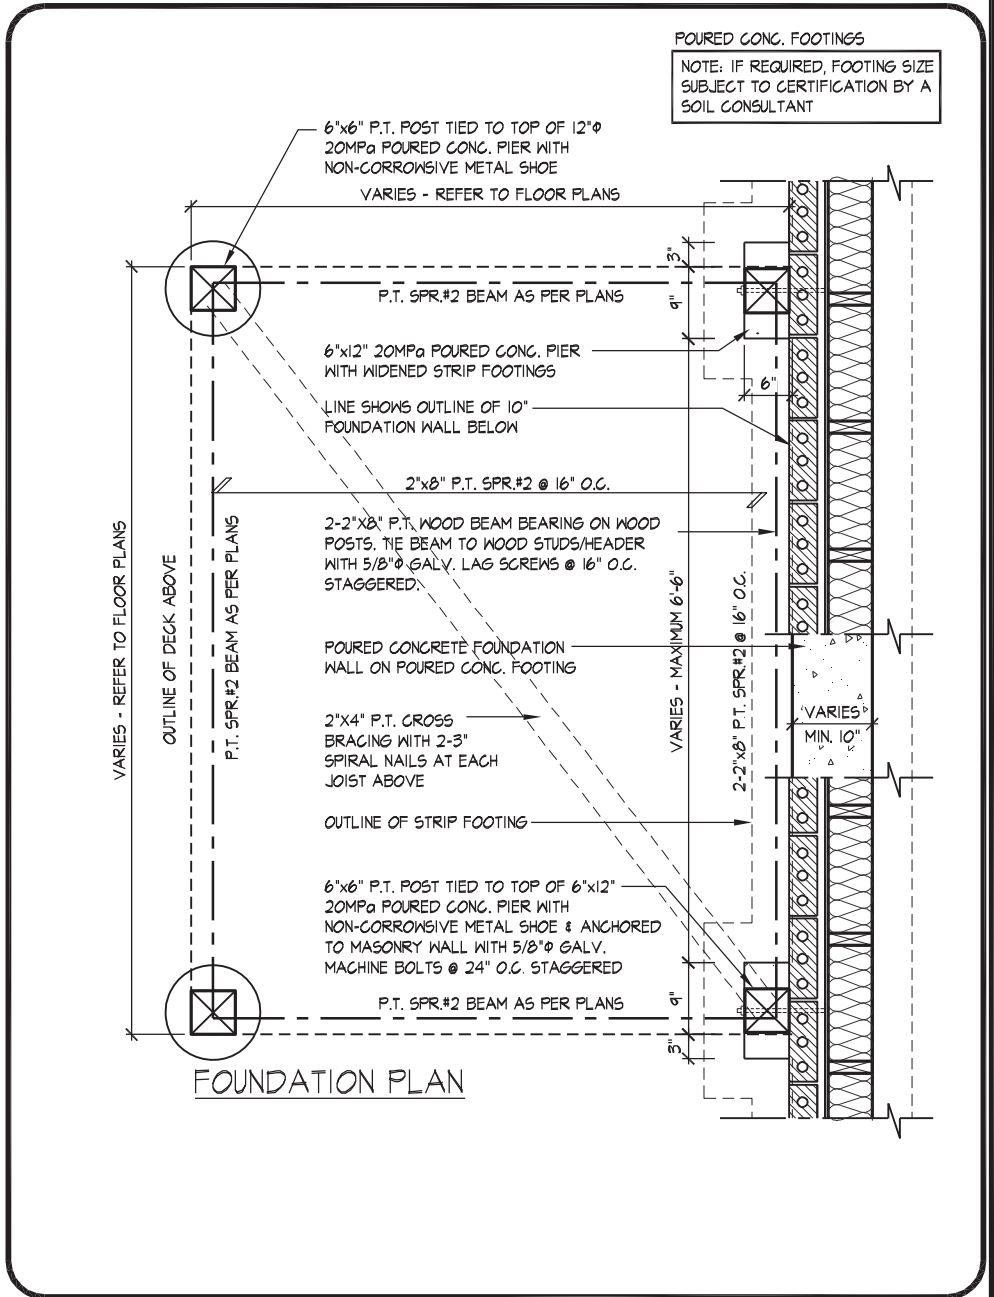 POURED CONC. FOOTINGS
NOTE: IF REQUIRED, FOOTING SIZE
SUBJECT TO CERTIFICATION BY A
SOIL CONSULTANT
6"x6" P.T. POST TIED TO TOP OF 12"Φ
20MPa POURED CONC. PIER WITH
NON-CORROWSIVE METAL SHOE
VARIES - REFER TO FLOOR PLANS
3"
P.T. SPR.#2 BEAM AS PER PLANS
9"
6"x12" 20MPa POURED CONC. PIER
WITH WIDENED STRIP FOOTINGS
6"
LINE SHOWS OUTLINE OF 10"
FOUNDATION WALL BELOW
2"x8" P.T. SPR.#2 @ 16" O.C.
2-2"X8" P.T. WOOD BEAM BEARING ON WOOD
POSTS. TIE BEAM TO WOOD STUDS/HEADER
WITH 5/8"Φ GALV. LAG SCREWS @ 16" O.C.
STAGGERED.
VARIES - REFER TO FLOOR PLANS
OUTLINE OF DECK ABOVE
P.T. SPR.#2 BEAM AS PER PLANS
VARIES - MAXIMUM 6'-6"
2-2"x8" P.T. SPR.#2 @ 16" O.C.
POURED CONCRETE FOUNDATION
WALL ON POURED CONC. FOOTING
VARIES
MIN. 10"
2"X4" P.T. CROSS
BRACING WITH 2-3"
SPIRAL NAILS AT EACH
JOIST ABOVE
OUTLINE OF STRIP FOOTING
6"x6" P.T. POST TIED TO TOP OF 6"x12"
20MPa POURED CONC. PIER WITH
NON-CORROWSIVE METAL SHOE & ANCHORED
TO MASONRY WALL WITH 5/8"Φ GALV.
MACHINE BOLTS @ 24" O.C. STAGGERED
P.T. SPR.#2 BEAM AS PER PLANS
9"
3"
FOUNDATION PLAN